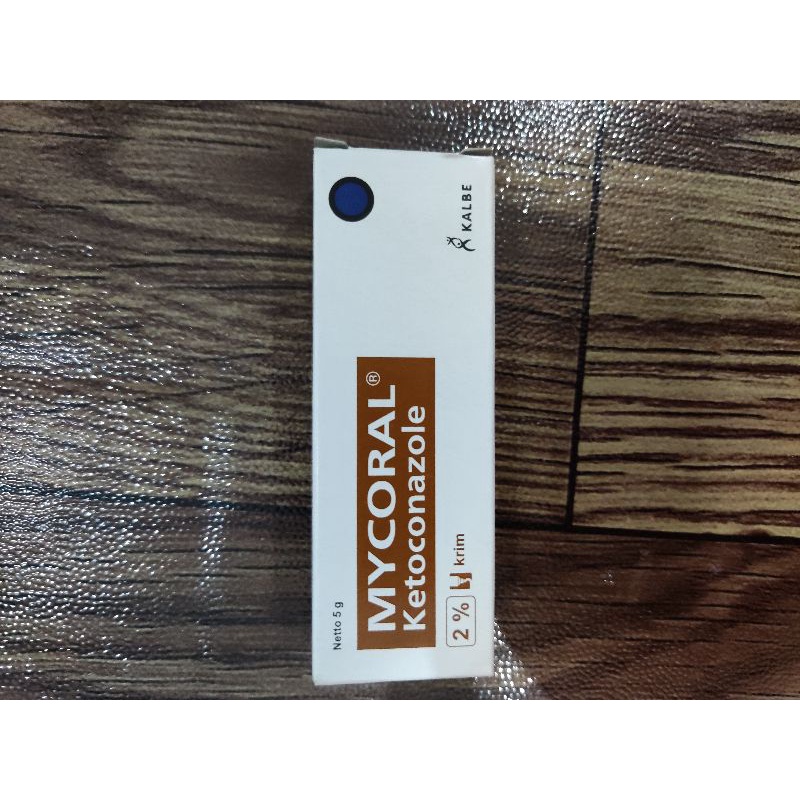 KALBE
MYCORAL®
Ketoconazole
2 % krim
Netto 5 g